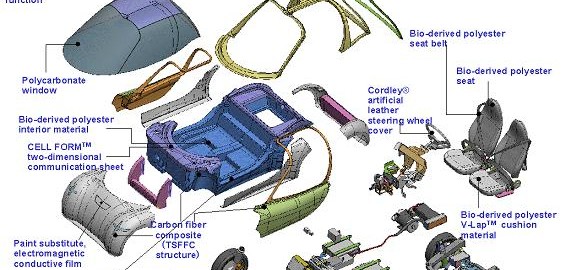 function
Polycarbonate
window
Bio-derived polyester
interior material
CELL FORM™
two-dimensional
communication sheet
Paint substitute,
electromagnetic
conductive film
Carbon fiber
composite
(TSFFC
structure)
Cordley®
artificial
leather
steering wheel
cover
Bio-derived polyester
seat belt
Bio-derived polyester
seat
Bio-derived polyester
V-Lap™ cushion
material